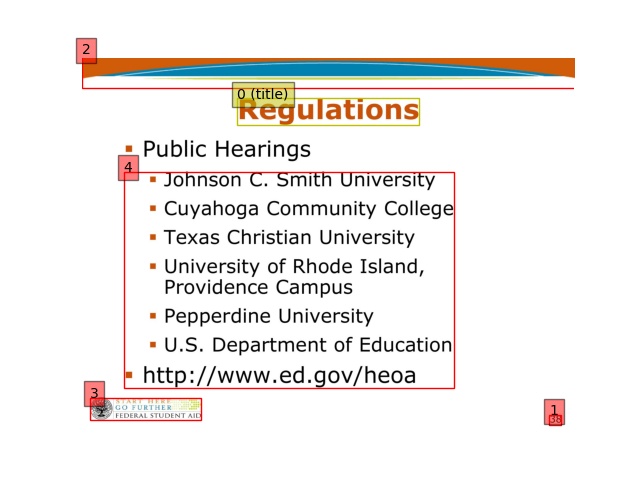 2
0 (title)
Regulations
Public Hearings
4
Johnson C. Smith University
Cuyahoga Community College
Texas Christian University
University of Rhode Island,
Providence Campus
Pepperdine University
U.S. Department of Education
http://www.ed.gov/heoa
3
START HERE
GO FURTHER
FEDERAL STUDENT AID
1
38